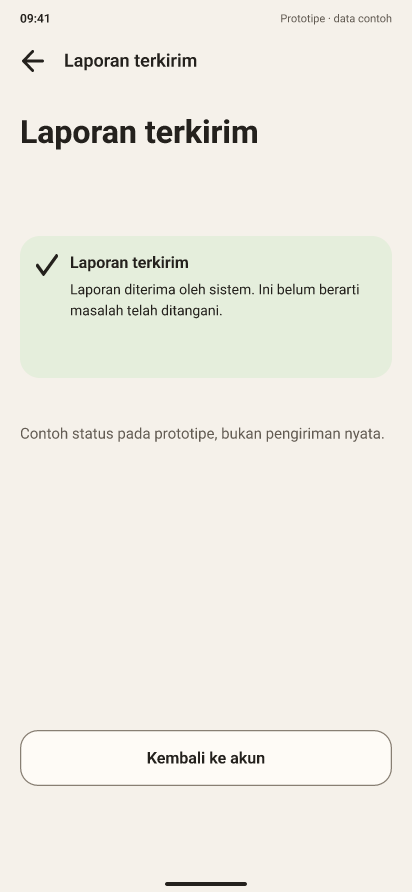 09:41
Prototipe · data contoh
Laporan terkirim
Laporan terkirim
Laporan terkirim
Laporan diterima oleh sistem. Ini belum berarti
masalah telah ditangani.
Contoh status pada prototipe, bukan pengiriman nyata.
Kembali ke akun